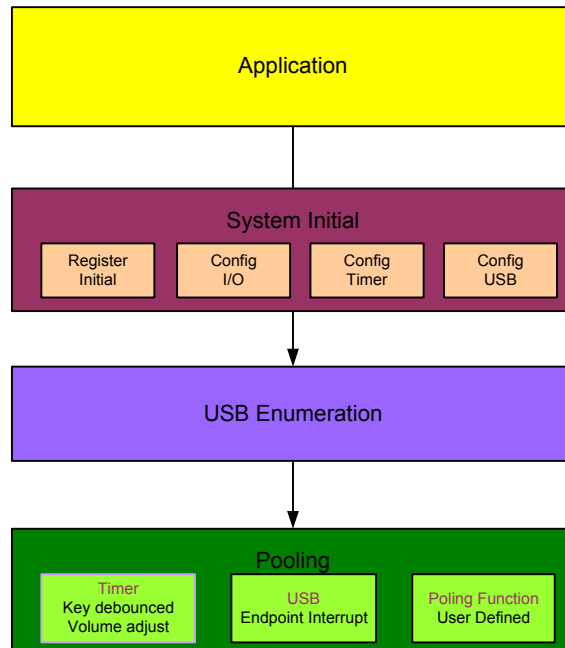 Application
System Initial
Register
Initial
Config
I/O
Config
Timer
Config
USB
USB Enumeration
Pooling
Timer
Key debounced
Volume adjust
USB
Endpoint Interrupt
Poling Function
User Defined